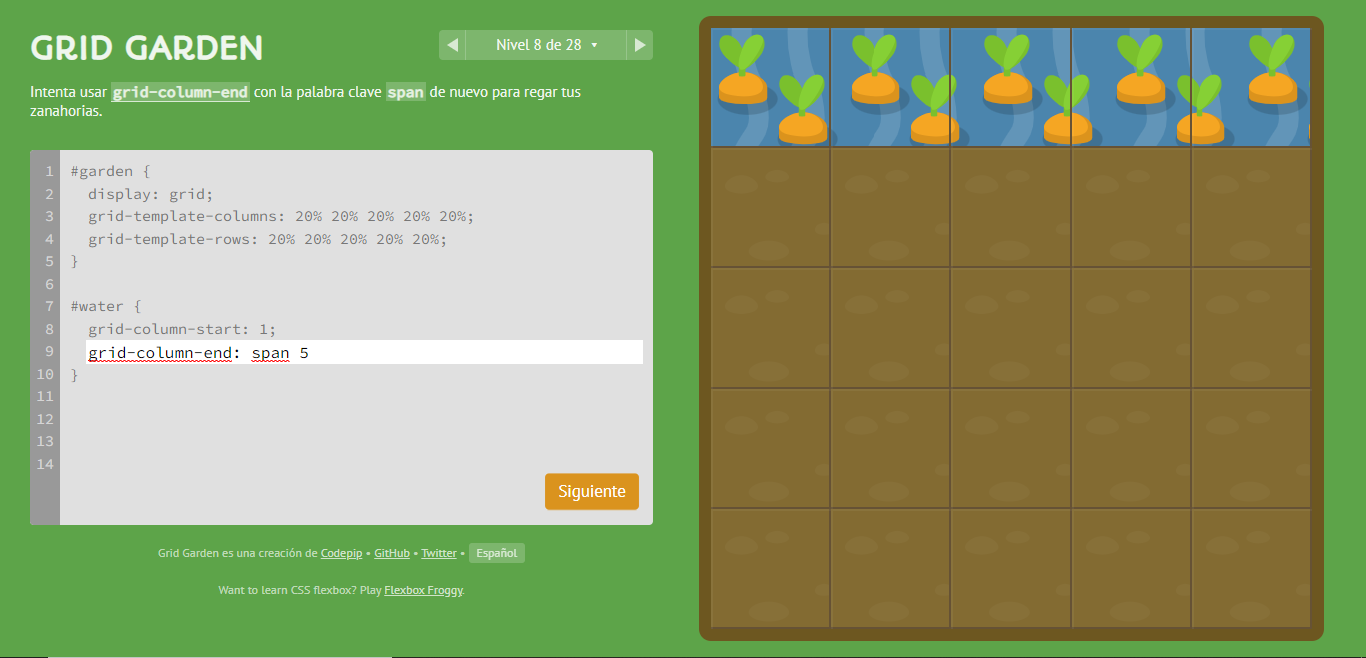 GRID GARDEN
◀ Nivel 8 de 28 ▾ ▶
Intenta usar grid-column-end con la palabra clave span de nuevo para regar tus
zanahorias.
1 #garden {
2 display: grid;
3 grid-template-columns: 20% 20% 20% 20% 20%;
4 grid-template-rows: 20% 20% 20% 20% 20%;
5 }
6
7 #water {
8 grid-column-start: 1;
9 grid-column-end: span 5
10 }
11
12
13
14
Siguiente
Grid Garden es una creación de Codepip • GitHub • Twitter • Español
Want to learn CSS flexbox? Play Flexbox Froggy.